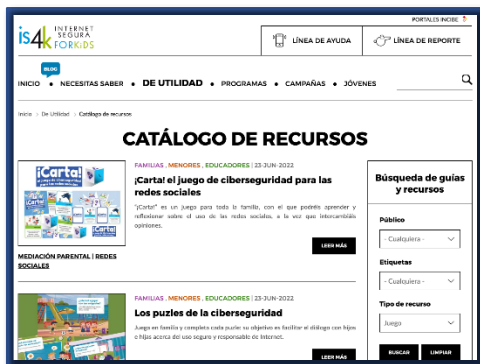 PORTALES INCIBE
is4k INTERNET
SEGURA
FORKiDS
LÍNEA DE AYUDA
LÍNEA DE REPORTE
BLOG
INICIO • NECESITAS SABER • DE UTILIDAD • PROGRAMAS • CAMPAÑAS • JÓVENES
Inicio > De Utilidad > Catálogo de recursos
CATÁLOGO DE RECURSOS
FAMILIAS , MENORES , EDUCADORES | 23-JUN-2022
¡Carta! el juego de ciberseguridad para las
redes sociales
"¡Carta!" es un juego para toda la familia, con el que podréis aprender y
reflexionar sobre el uso de las redes sociales, a la vez que intercambiáis
opiniones.
LEER MÁS
¡Carta!
¡Carta!
MEDIACIÓN PARENTAL | REDES
SOCIALES
FAMILIAS , MENORES , EDUCADORES | 23-JUN-2022
Los puzles de la ciberseguridad
Juego en familia y completa cada puzle: su objetivo es facilitar el diálogo con hijos
e hijas acerca del uso seguro y responsable de Internet.
LEER MÁS
Búsqueda de guías
y recursos
Público
- Cualquiera -
Etiquetas
- Cualquiera -
Tipo de recurso
Juego
BUSCAR LIMPIAR